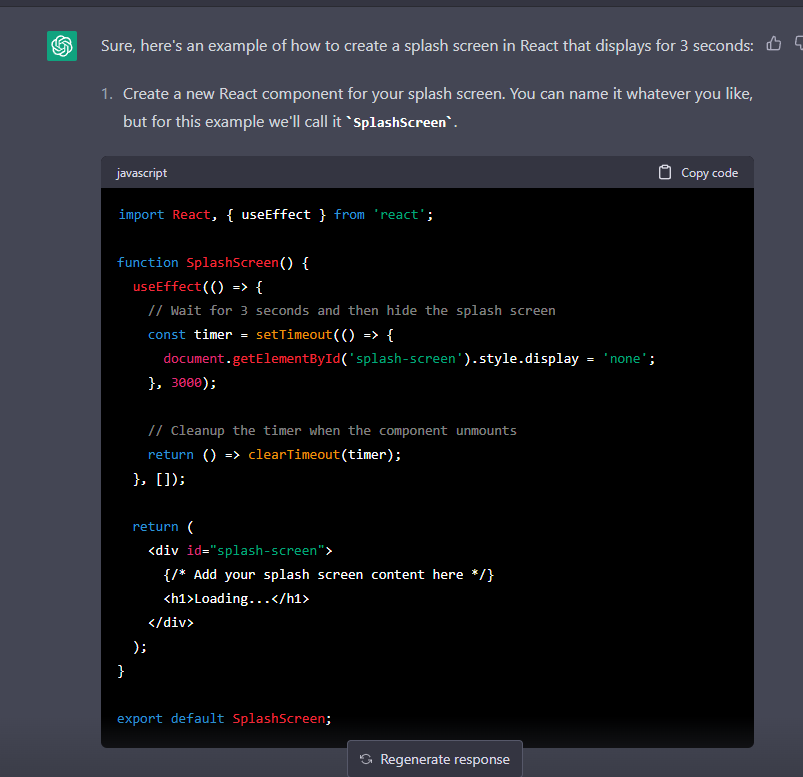 Sure, here's an example of how to create a splash screen in React that displays for 3 seconds:
1. Create a new React component for your splash screen. You can name it whatever you like,
but for this example we'll call it `SplashScreen`.
javascript
Copy code
import React, { useEffect } from 'react';
function SplashScreen() {
useEffect(() => {
// Wait for 3 seconds and then hide the splash screen
const timer = setTimeout(() => {
document.getElementById('splash-screen').style.display = 'none';
}, 3000);
// Cleanup the timer when the component unmounts
return () => clearTimeout(timer);
}, []);
return (
<div id="splash-screen">
{/* Add your splash screen content here */}
<h1>Loading...</h1>
</div>
);
}
export default SplashScreen;
Regenerate response